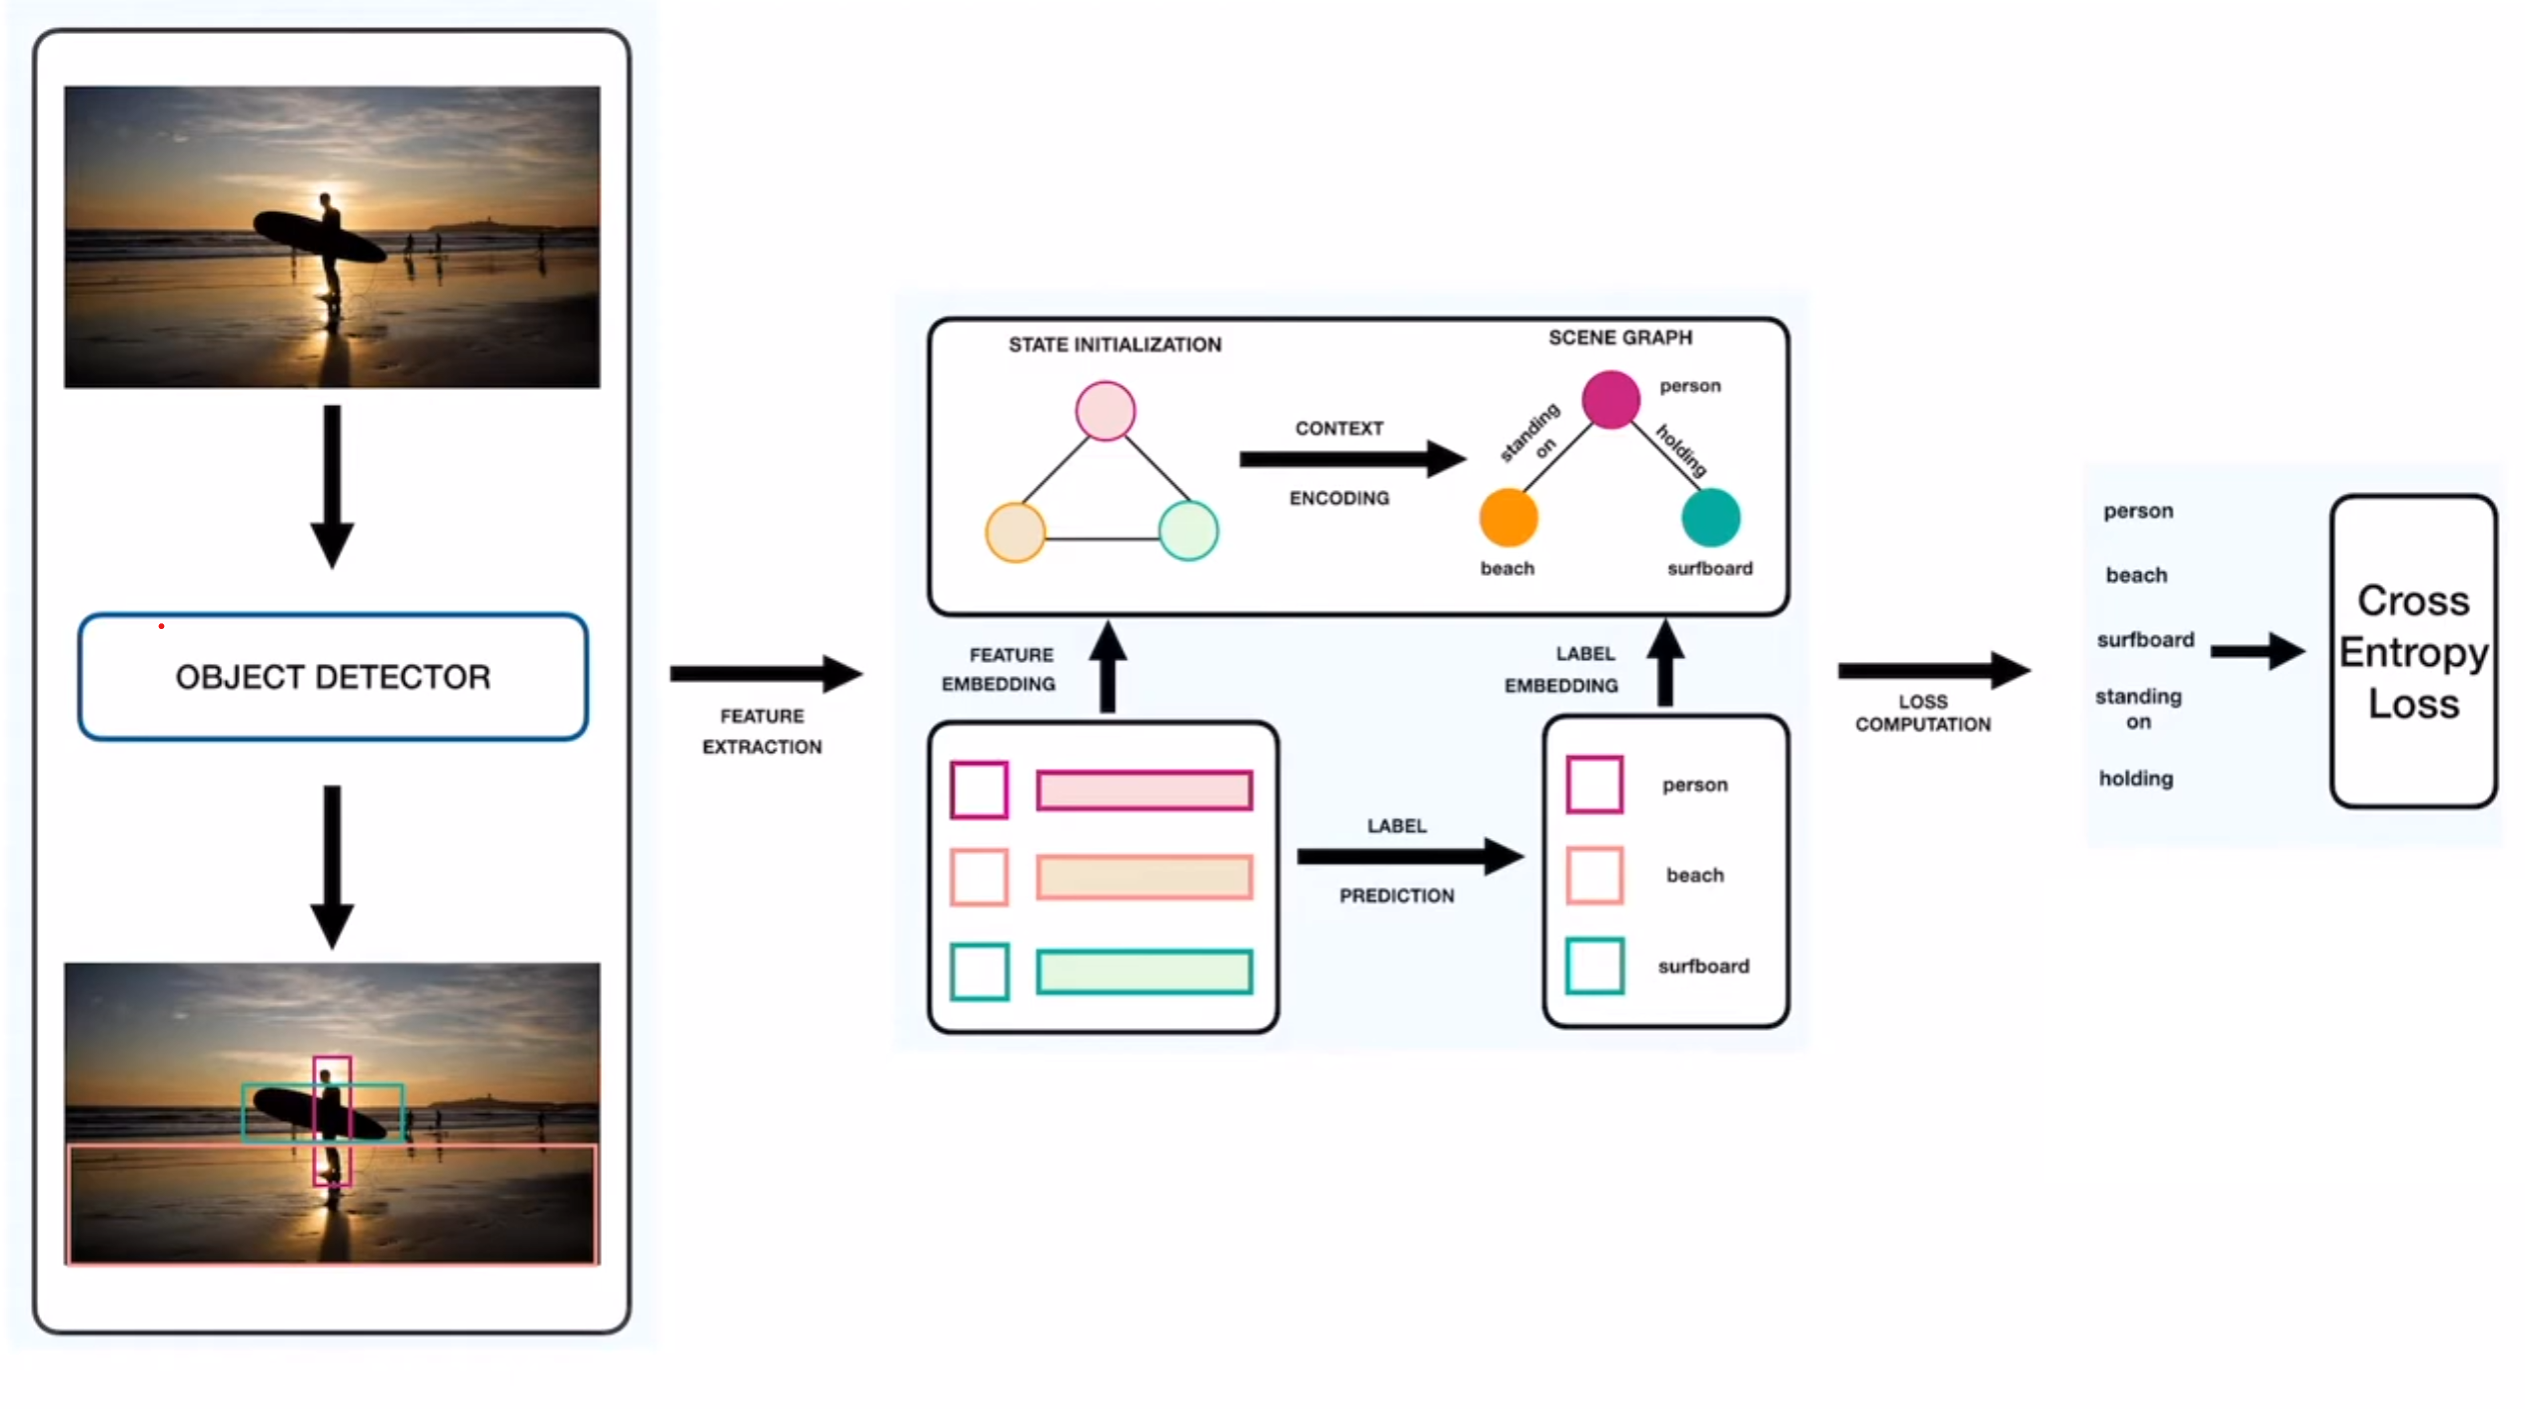 OBJECT DETECTOR
FEATURE
EXTRACTION
STATE INITIALIZATION
CONTEXT
ENCODING
SCENE GRAPH
person
standing
on
holding
beach
surfboard
FEATURE
EMBEDDING
LABEL
EMBEDDING
LABEL
PREDICTION
person
beach
surfboard
LOSS
COMPUTATION
person
beach
surfboard
standing
on
holding
Cross
Entropy
Loss